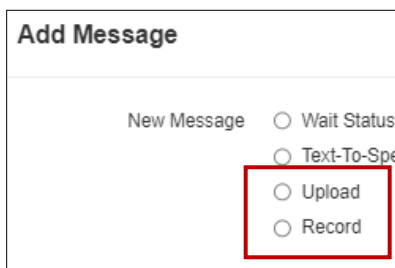 Add Message
New Message
Wait Status
Text-To-Spe
Upload
Record